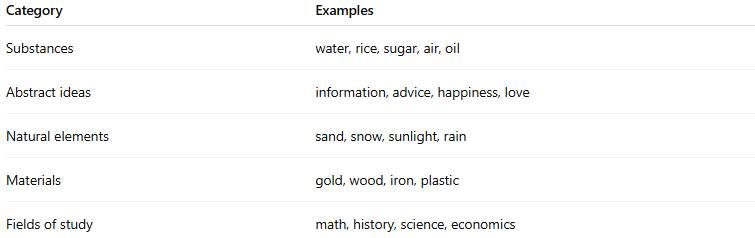 Category Examples
Substances water, rice, sugar, air, oil
Abstract ideas information, advice, happiness, love
Natural elements sand, snow, sunlight, rain
Materials gold, wood, iron, plastic
Fields of study math, history, science, economics